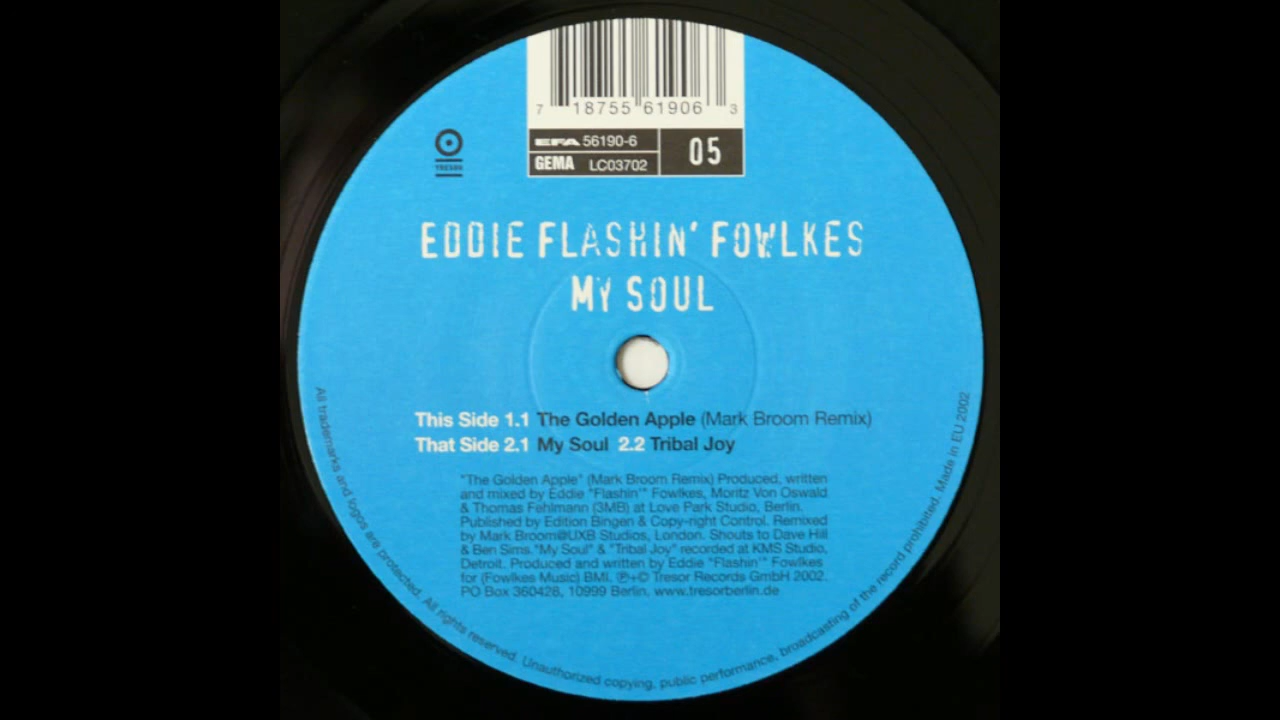 7 18755 61906 3
EFA 56190-6
GEMA LC03702
05
TRESOR
EDDIE FLASHIN' FOWLKES
MY SOUL
This Side 1.1 The Golden Apple (Mark Broom Remix)
That Side 2.1 My Soul 2.2 Tribal Joy
"The Golden Apple" (Mark Broom Remix) Produced, written
and mixed by Eddie "Flashin'" Fowlkes, Moritz Von Oswald
& Thomas Fehlmann (3MB) at Love Park Studio, Berlin.
Published by Edition Bingen & Copy-right Control. Remixed
by Mark Broom@UXB Studios, London. Shouts to Dave Hill
& Ben Sims."My Soul" & "Tribal Joy" recorded at KMS Studio,
Detroit. Produced and written by Eddie "Flashin'" Fowlkes
for (Fowlkes Music) BMI. ℗+© Tresor Records GmbH 2002.
PO Box 360428, 10999 Berlin, www.tresorberlin.de
All trademarks and logos are protected. All rights reserved. Unauthorized copying, public performance, broadcasting of the record prohibited. Made in EU 2002